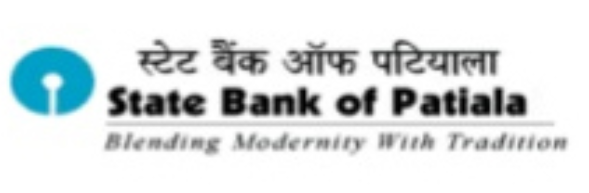 स्टेट बैंक ऑफ पटियाला
State Bank of Patiala
Blending Modernity With Tradition